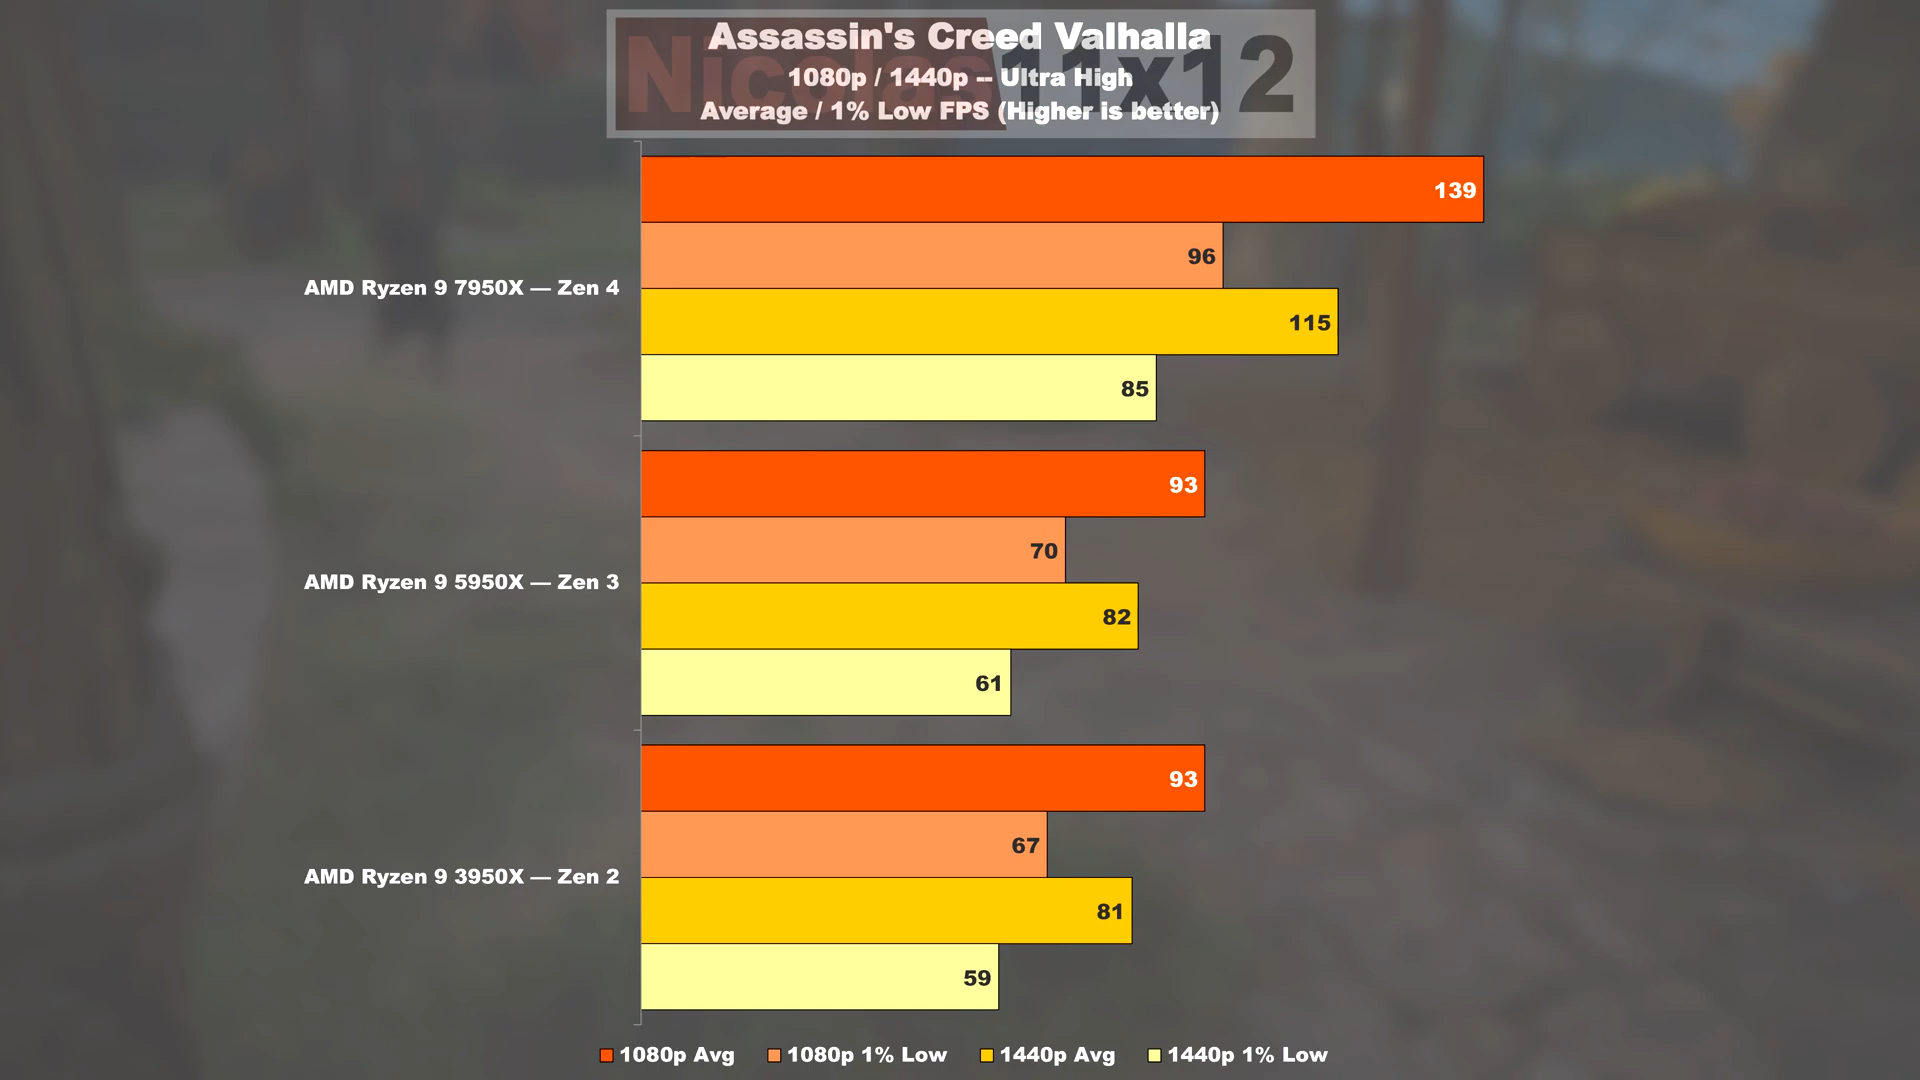 Nicolas11x12
Assassin's Creed Valhalla
1080p / 1440p -- Ultra High
Average / 1% Low FPS (Higher is better)
139
96
AMD Ryzen 9 7950X — Zen 4
115
85
93
70
AMD Ryzen 9 5950X — Zen 3
82
61
93
67
AMD Ryzen 9 3950X — Zen 2
81
59
1080p Avg 1080p 1% Low 1440p Avg 1440p 1% Low